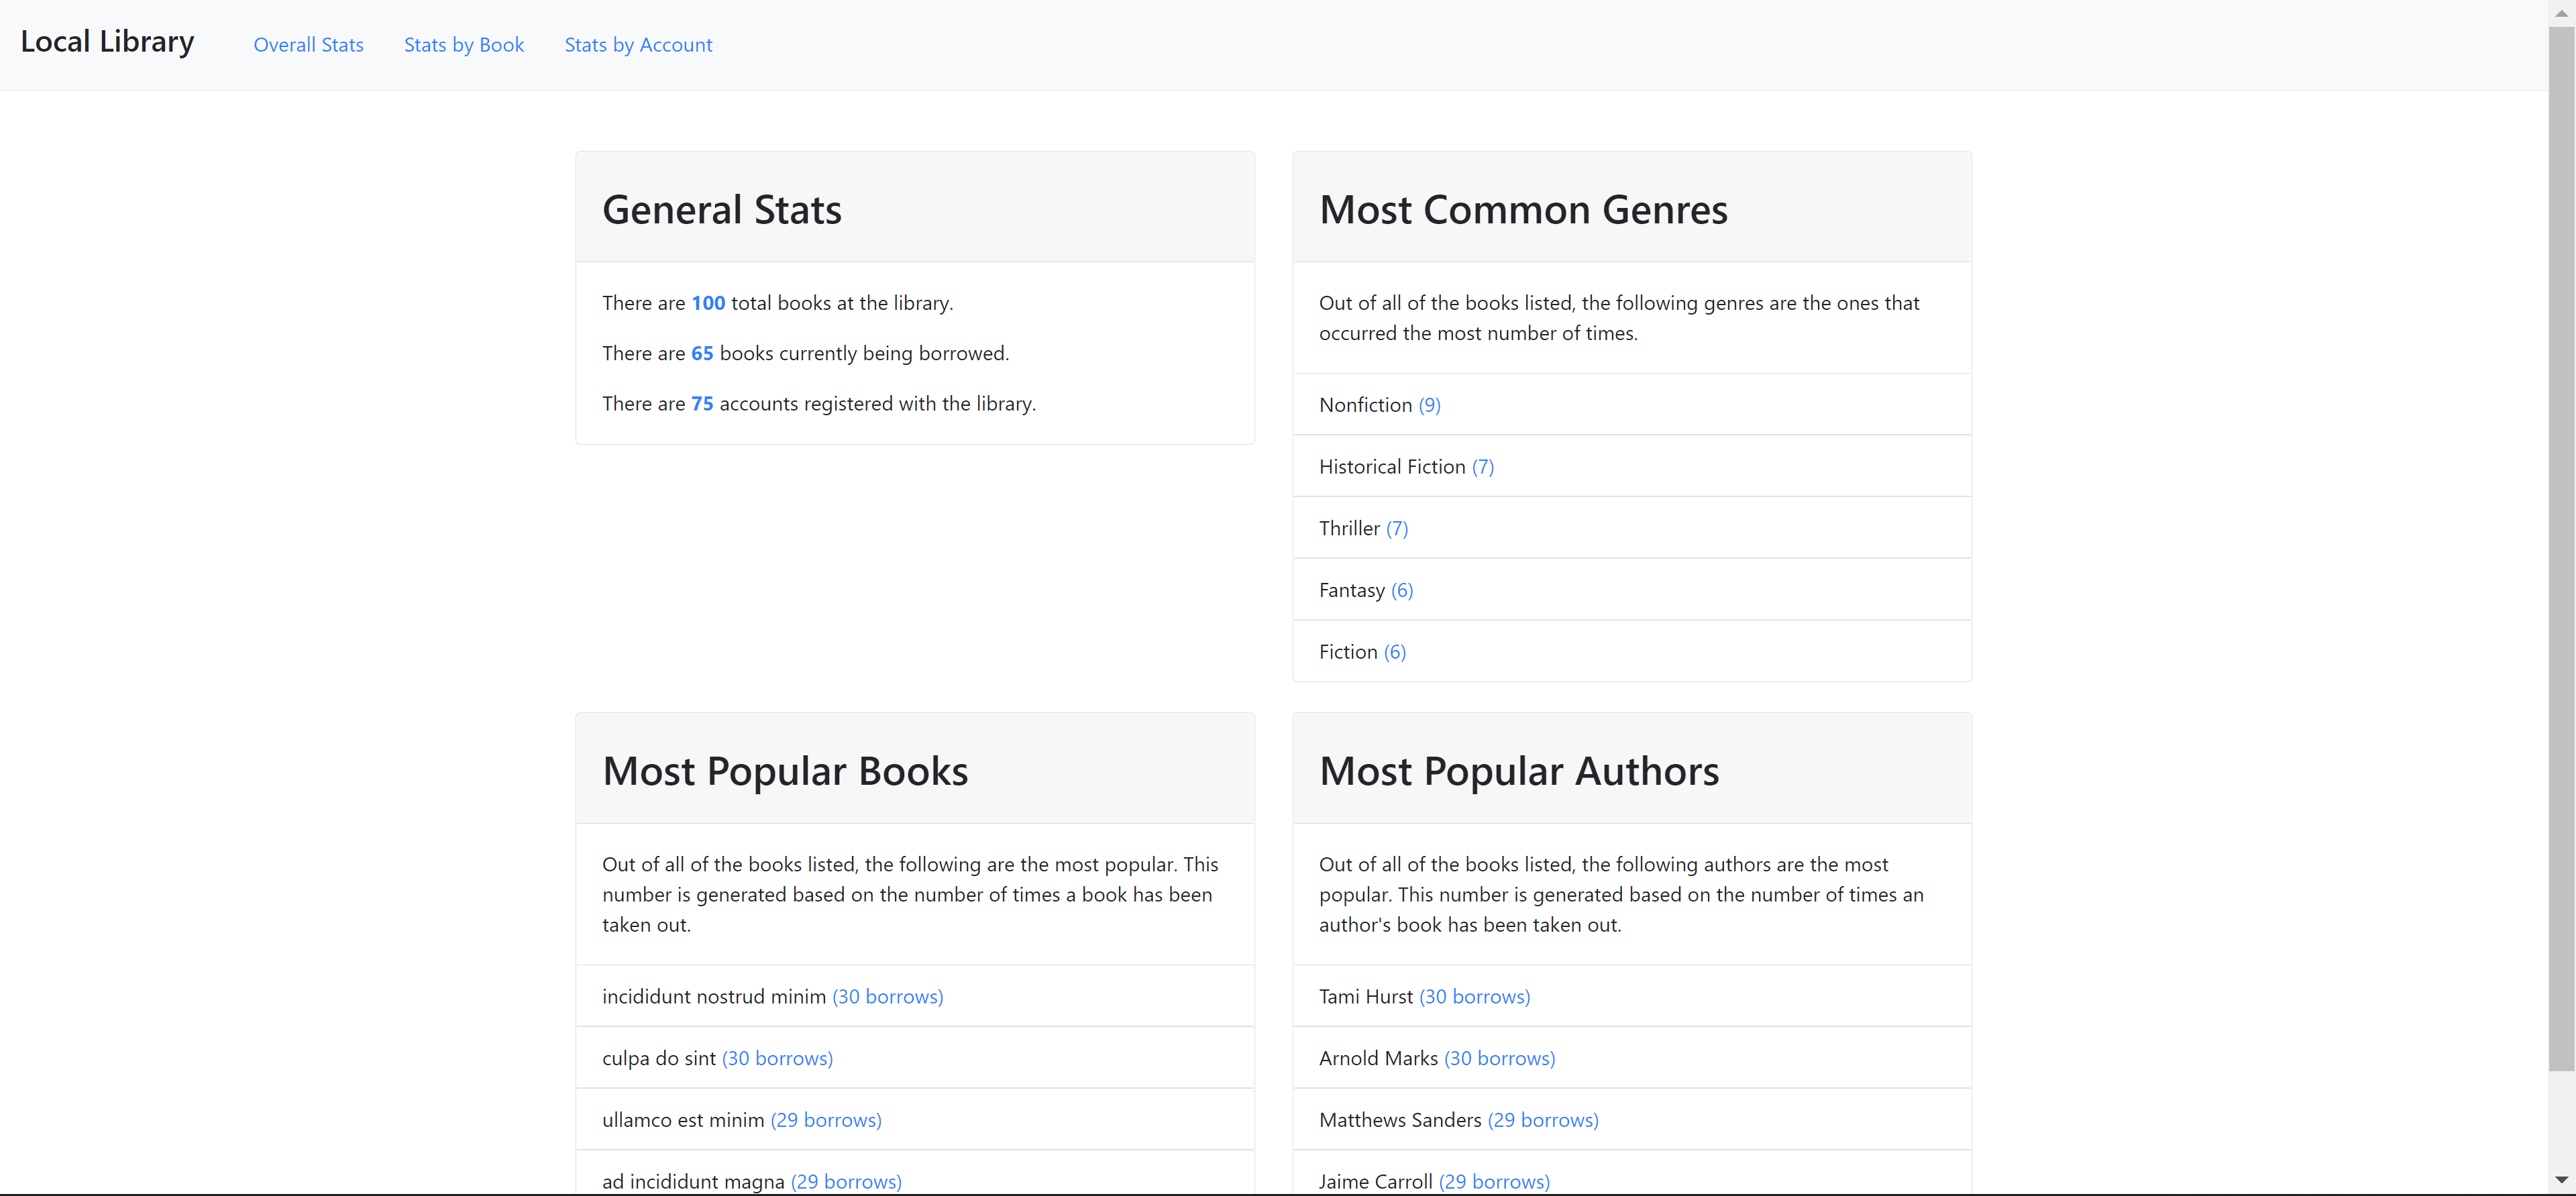 Local Library
Overall Stats
Stats by Book
Stats by Account
General Stats
There are 100 total books at the library.
There are 65 books currently being borrowed.
There are 75 accounts registered with the library.
Most Common Genres
Out of all of the books listed, the following genres are the ones that
occurred the most number of times.
Nonfiction (9)
Historical Fiction (7)
Thriller (7)
Fantasy (6)
Fiction (6)
Most Popular Books
Out of all of the books listed, the following are the most popular. This
number is generated based on the number of times a book has been
taken out.
incididunt nostrud minim (30 borrows)
culpa do sint (30 borrows)
ullamco est minim (29 borrows)
ad incididunt magna (29 borrows)
Most Popular Authors
Out of all of the books listed, the following authors are the most
popular. This number is generated based on the number of times an
author's book has been taken out.
Tami Hurst (30 borrows)
Arnold Marks (30 borrows)
Matthews Sanders (29 borrows)
Jaime Carroll (29 borrows)